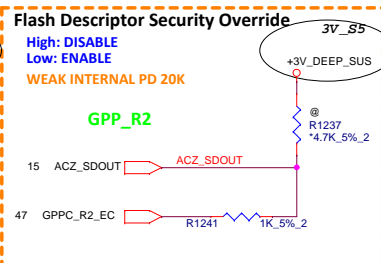 Flash Descriptor Security Override
High: DISABLE
Low: ENABLE
WEAK INTERNAL PD 20K
3V_S5
+3V_DEEP_SUS
GPP_R2
@
R1237
*4.7K_5%_2
15 ACZ_SDOUT ACZ_SDOUT
47 GPPC_R2_EC
R1241 1K_5%_2